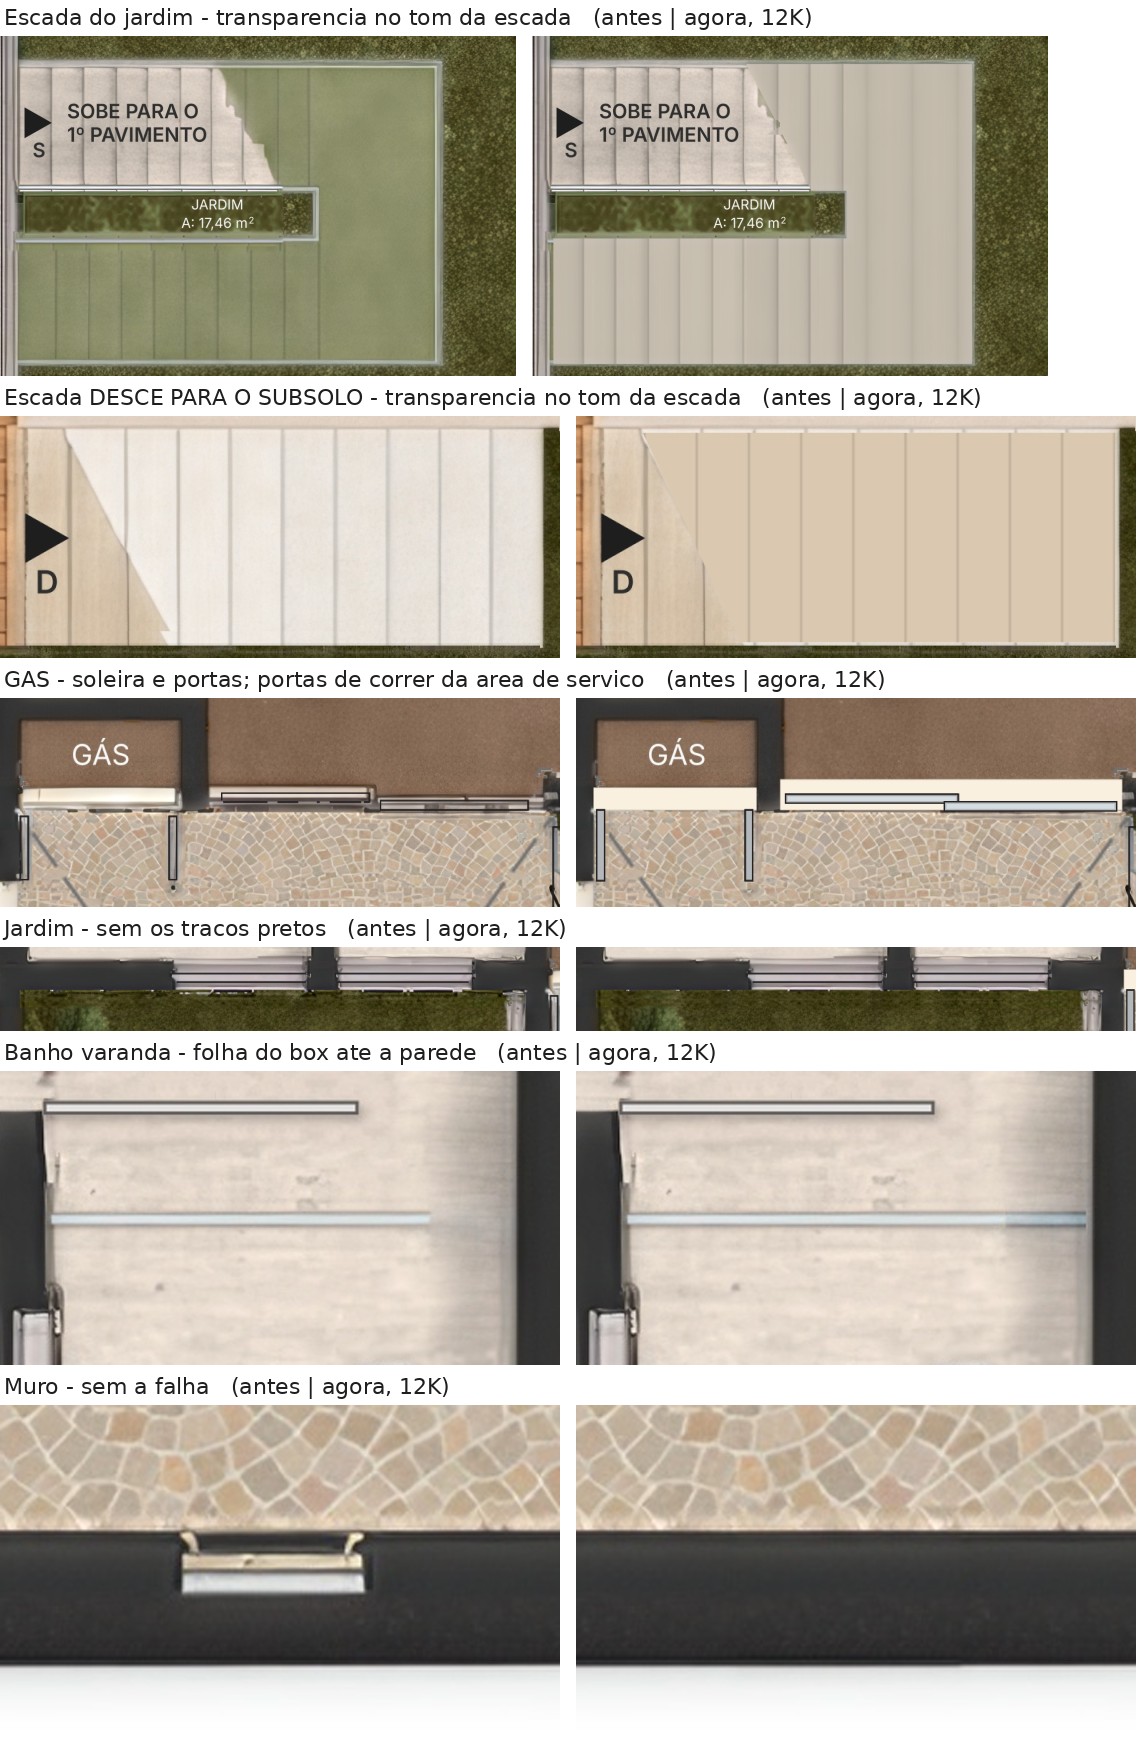 Escada do jardim - transparencia no tom da escada (antes | agora, 12K)
SOBE PARA O
1º PAVIMENTO
S
JARDIM
A: 17,46 m²
SOBE PARA O
1º PAVIMENTO
S
JARDIM
A: 17,46 m²
Escada DESCE PARA O SUBSOLO - transparencia no tom da escada (antes | agora, 12K)
D
D
GAS - soleira e portas; portas de correr da area de servico (antes | agora, 12K)
GÁS
GÁS
Jardim - sem os tracos pretos (antes | agora, 12K)
Banho varanda - folha do box ate a parede (antes | agora, 12K)
Muro - sem a falha (antes | agora, 12K)